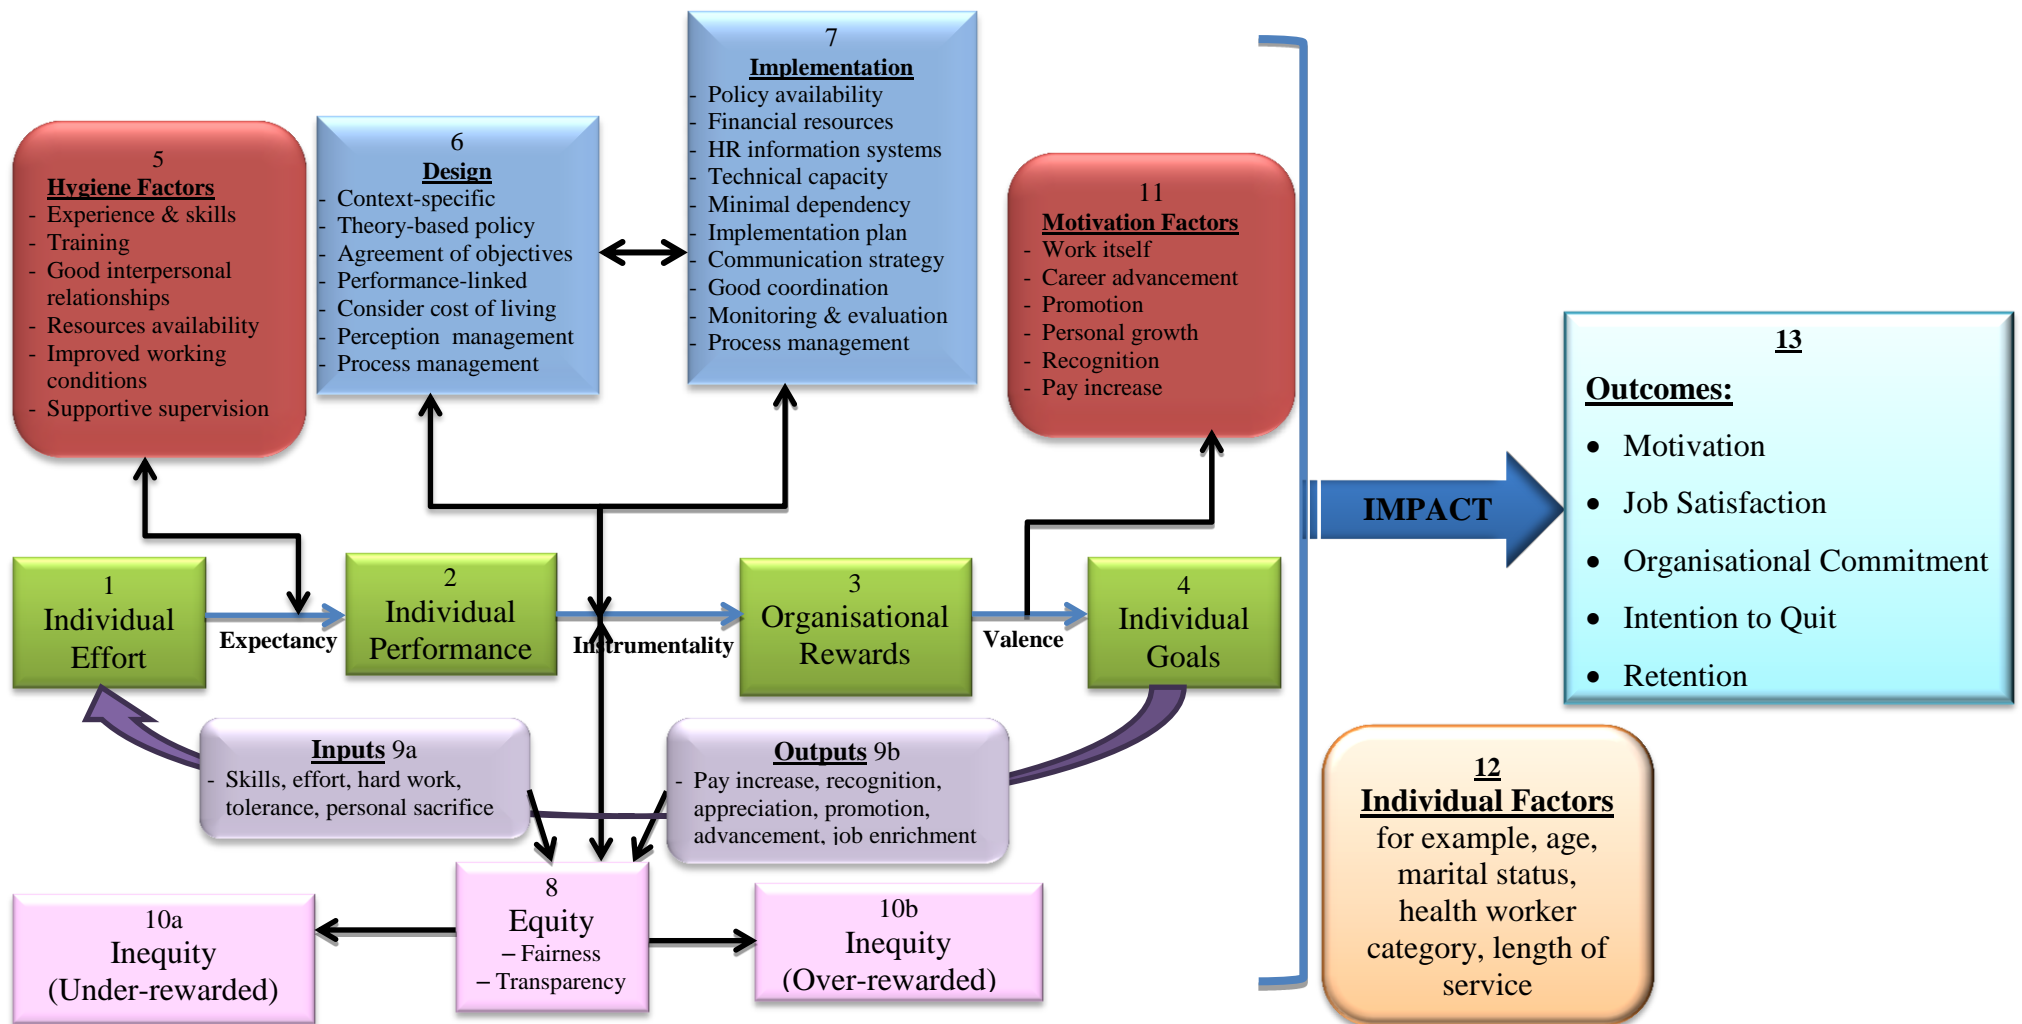 5
Hygiene Factors
- Experience & skills
- Training
- Good interpersonal
relationships
- Resources availability
- Improved working
conditions
- Supportive supervision
6
Design
- Context-specific
- Theory-based policy
- Agreement of objectives
- Performance-linked
- Consider cost of living
- Perception management
- Process management
7
Implementation
- Policy availability
- Financial resources
- HR information systems
- Technical capacity
- Minimal dependency
- Implementation plan
- Communication strategy
- Good coordination
- Monitoring & evaluation
- Process management
11
Motivation Factors
- Work itself
- Career advancement
- Promotion
- Personal growth
- Recognition
- Pay increase
1
Individual
Effort
Expectancy
2
Individual
Performance
Instrumentality
3
Organisational
Rewards
Valence
4
Individual
Goals
Inputs 9a
- Skills, effort, hard work,
tolerance, personal sacrifice
Outputs 9b
- Pay increase, recognition,
appreciation, promotion,
advancement, job enrichment
8
Equity
– Fairness
– Transparency
10a
Inequity
(Under-rewarded)
10b
Inequity
(Over-rewarded)
IMPACT
13
Outcomes:
• Motivation
• Job Satisfaction
• Organisational Commitment
• Intention to Quit
• Retention
12
Individual Factors
for example, age,
marital status,
health worker
category, length of
service